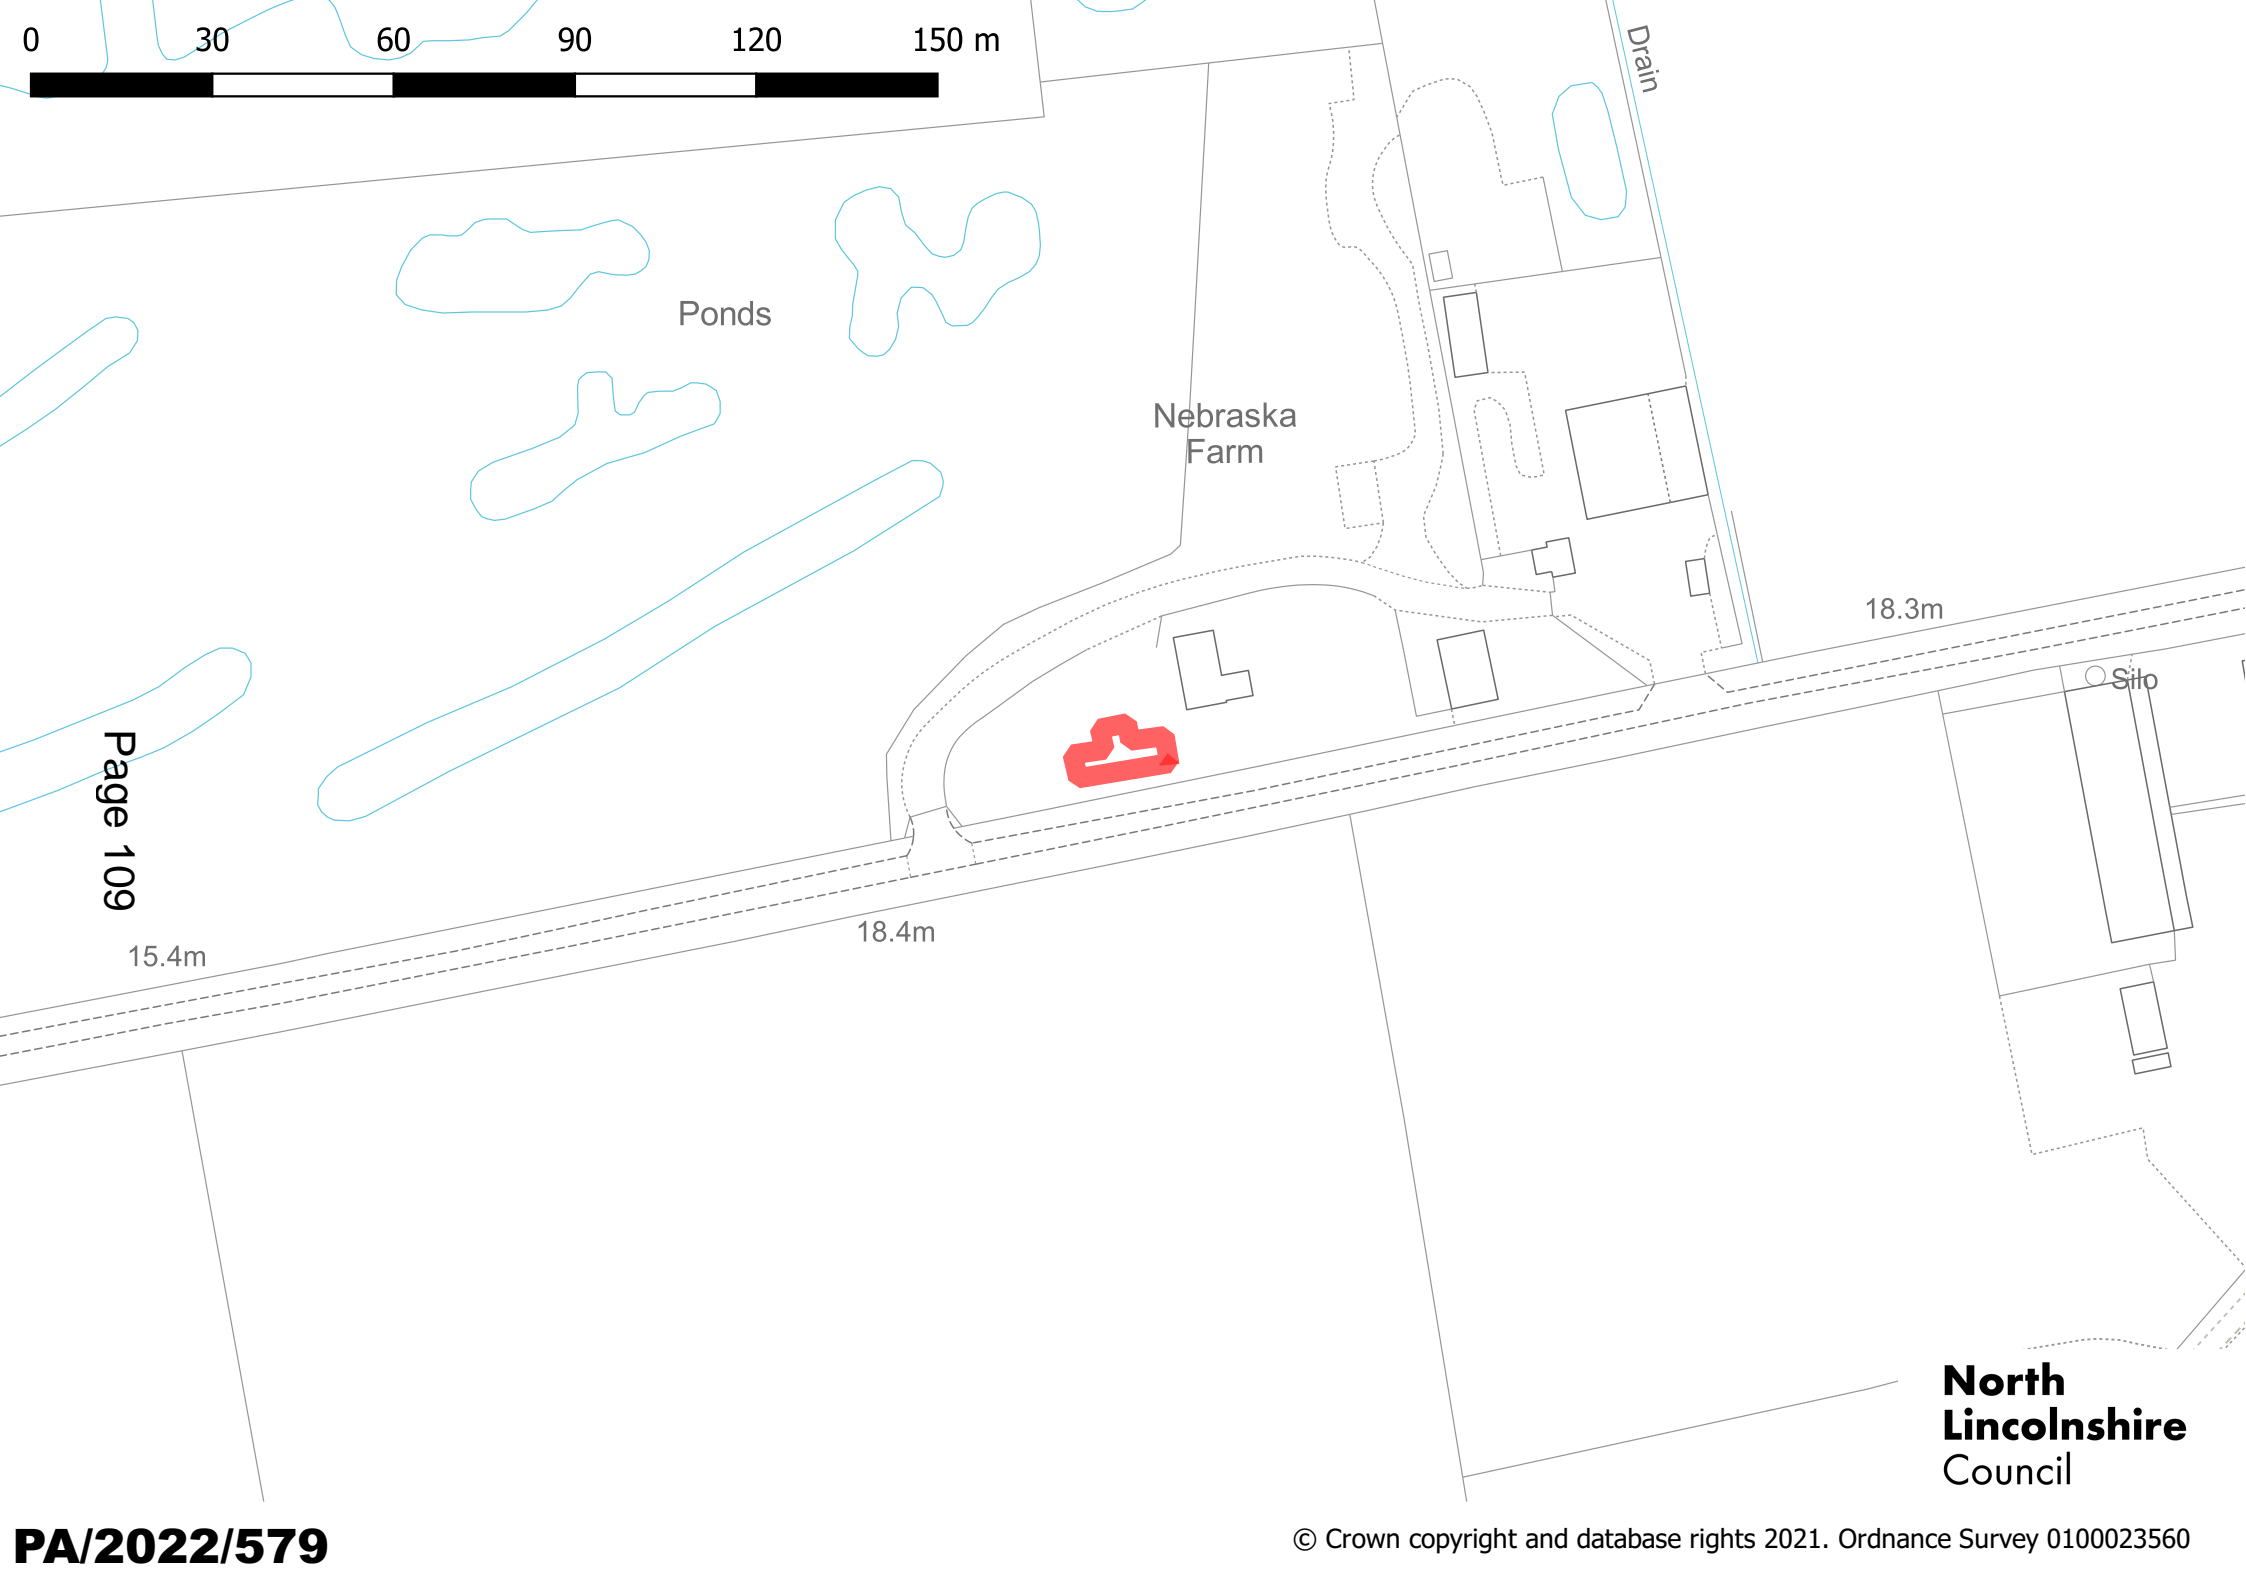 0 30 60 90 120 150 m
Drain
Ponds
Nebraska
Farm
18.3m
Silo
Page 109
18.4m
15.4m
North
Lincolnshire
Council
PA/2022/579
© Crown copyright and database rights 2021. Ordnance Survey 0100023560